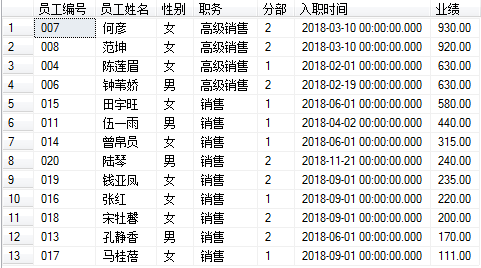 员工编号 员工姓名 性别 职务 分部 入职时间 业绩
1 007 何彦 女 高级销售 2 2018-03-10 00:00:00.000 930.00
2 008 范坤 女 高级销售 2 2018-03-10 00:00:00.000 920.00
3 004 陈莲眉 女 高级销售 1 2018-02-01 00:00:00.000 630.00
4 006 钟苇娇 男 高级销售 2 2018-02-19 00:00:00.000 630.00
5 015 田宇旺 女 销售 1 2018-06-01 00:00:00.000 580.00
6 011 伍一雨 男 销售 1 2018-04-02 00:00:00.000 440.00
7 014 曾帛员 女 销售 1 2018-06-01 00:00:00.000 315.00
8 020 陆琴 男 销售 2 2018-11-21 00:00:00.000 240.00
9 019 钱亚凤 女 销售 2 2018-09-01 00:00:00.000 235.00
10 016 张红 女 销售 1 2018-09-01 00:00:00.000 220.00
11 018 宋牡馨 女 销售 2 2018-09-01 00:00:00.000 200.00
12 013 孔静香 男 销售 2 2018-06-01 00:00:00.000 170.00
13 017 马桂蓓 女 销售 1 2018-09-01 00:00:00.000 111.00